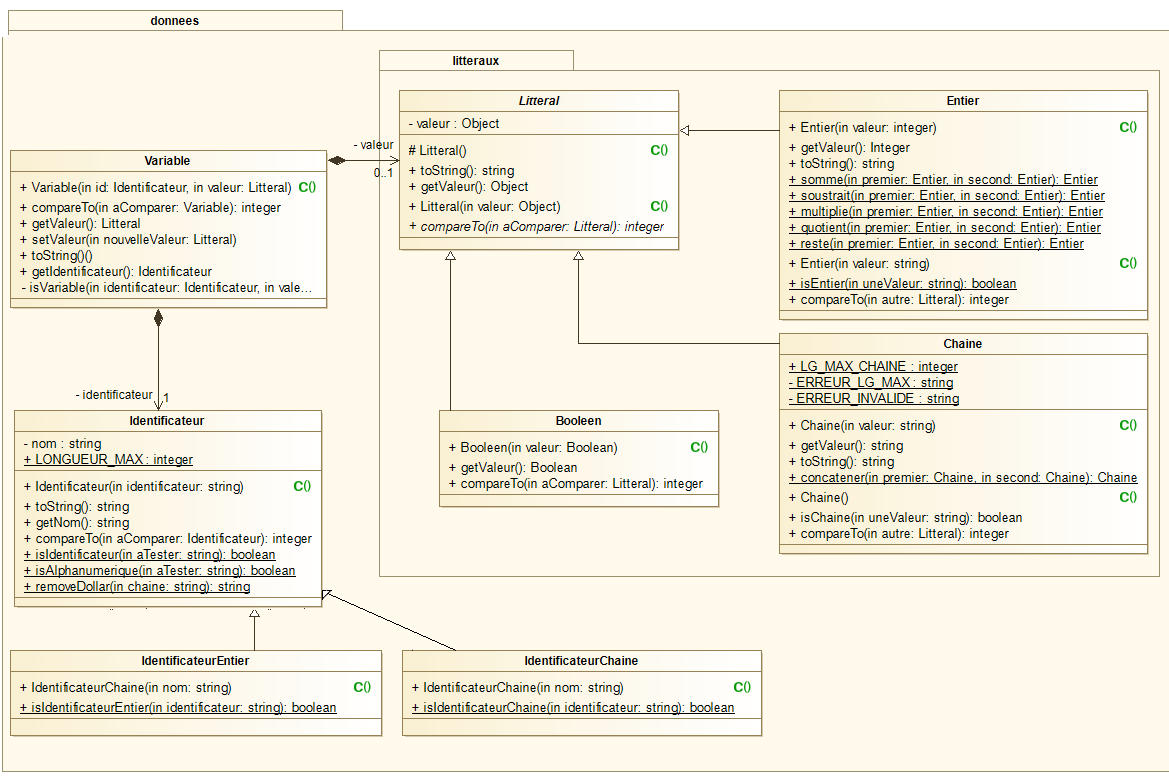 donnees
litteraux
Litteral
- valeur : Object
# Litteral() C()
+ toString(): string
+ getValeur(): Object
+ Litteral(in valeur: Object) C()
+ compareTo(in aComparer: Litteral): integer
Entier
+ Entier(in valeur: integer) C()
+ getValeur(): Integer
+ toString(): string
+ somme(in premier: Entier, in second: Entier): Entier
+ soustrait(in premier: Entier, in second: Entier): Entier
+ multiplie(in premier: Entier, in second: Entier): Entier
+ quotient(in premier: Entier, in second: Entier): Entier
+ reste(in premier: Entier, in second: Entier): Entier
+ Entier(in valeur: string) C()
+ isEntier(in uneValeur: string): boolean
+ compareTo(in autre: Litteral): integer
- valeur
0..1
Variable
+ Variable(in id: Identificateur, in valeur: Litteral) C()
+ compareTo(in aComparer: Variable): integer
+ getValeur(): Litteral
+ setValeur(in nouvelleValeur: Litteral)
+ toString()()
+ getIdentificateur(): Identificateur
- isVariable(in identificateur: Identificateur, in vale...
Chaine
+ LG_MAX_CHAINE : integer
- ERREUR_LG_MAX : string
- ERREUR_INVALIDE : string
+ Chaine(in valeur: string) C()
+ getValeur(): string
+ toString(): string
+ concatener(in premier: Chaine, in second: Chaine): Chaine
+ Chaine() C()
+ isChaine(in uneValeur: string): boolean
+ compareTo(in autre: Litteral): integer
- identificateur
1
Identificateur
- nom : string
+ LONGUEUR_MAX : integer
+ Identificateur(in identificateur: string) C()
+ toString(): string
+ getNom(): string
+ compareTo(in aComparer: Identificateur): integer
+ isIdentificateur(in aTester: string): boolean
+ isAlphanumerique(in aTester: string): boolean
+ removeDollar(in chaine: string): string
Booleen
+ Booleen(in valeur: Boolean) C()
+ getValeur(): Boolean
+ compareTo(in aComparer: Litteral): integer
IdentificateurEntier
+ IdentificateurChaine(in nom: string) C()
+ isIdentificateurEntier(in identificateur: string): boolean
IdentificateurChaine
+ IdentificateurChaine(in nom: string) C()
+ isIdentificateurChaine(in identificateur: string): boolean